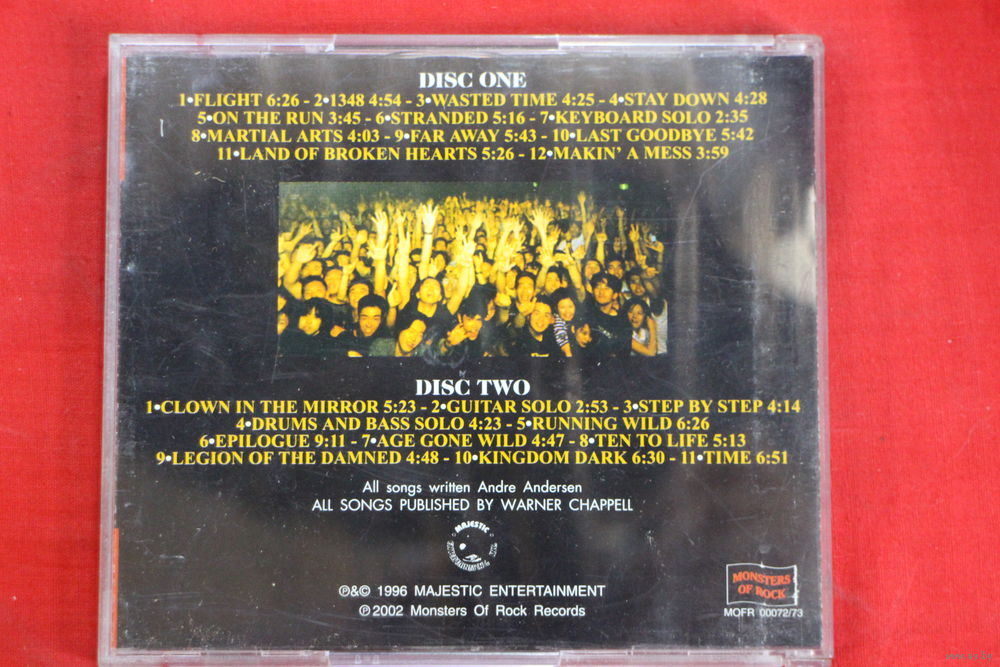 DISC ONE
1•FLIGHT 6:26 - 2•1348 4:54 - 3•WASTED TIME 4:25 - 4•STAY DOWN 4:28
5•ON THE RUN 3:45 - 6•STRANDED 5:16 - 7•KEYBOARD SOLO 2:35
8•MARTIAL ARTS 4:03 - 9•FAR AWAY 5:43 - 10•LAST GOODBYE 5:42
11•LAND OF BROKEN HEARTS 5:26 - 12•MAKIN' A MESS 3:59
DISC TWO
1•CLOWN IN THE MIRROR 5:23 - 2•GUITAR SOLO 2:53 - 3•STEP BY STEP 4:14
4•DRUMS AND BASS SOLO 4:23 - 5•RUNNING WILD 6:26
6•EPILOGUE 9:11 - 7•AGE GONE WILD 4:47 - 8•TEN TO LIFE 5:13
9•LEGION OF THE DAMNED 4:48 - 10•KINGDOM DARK 6:30 - 11•TIME 6:51
All songs written Andre Andersen
ALL SONGS PUBLISHED BY WARNER CHAPPELL
MAJESTIC
℗&© 1996 MAJESTIC ENTERTAINMENT
℗2002 Monsters Of Rock Records
MONSTERS
OF ROCK
MOFR 00072/73